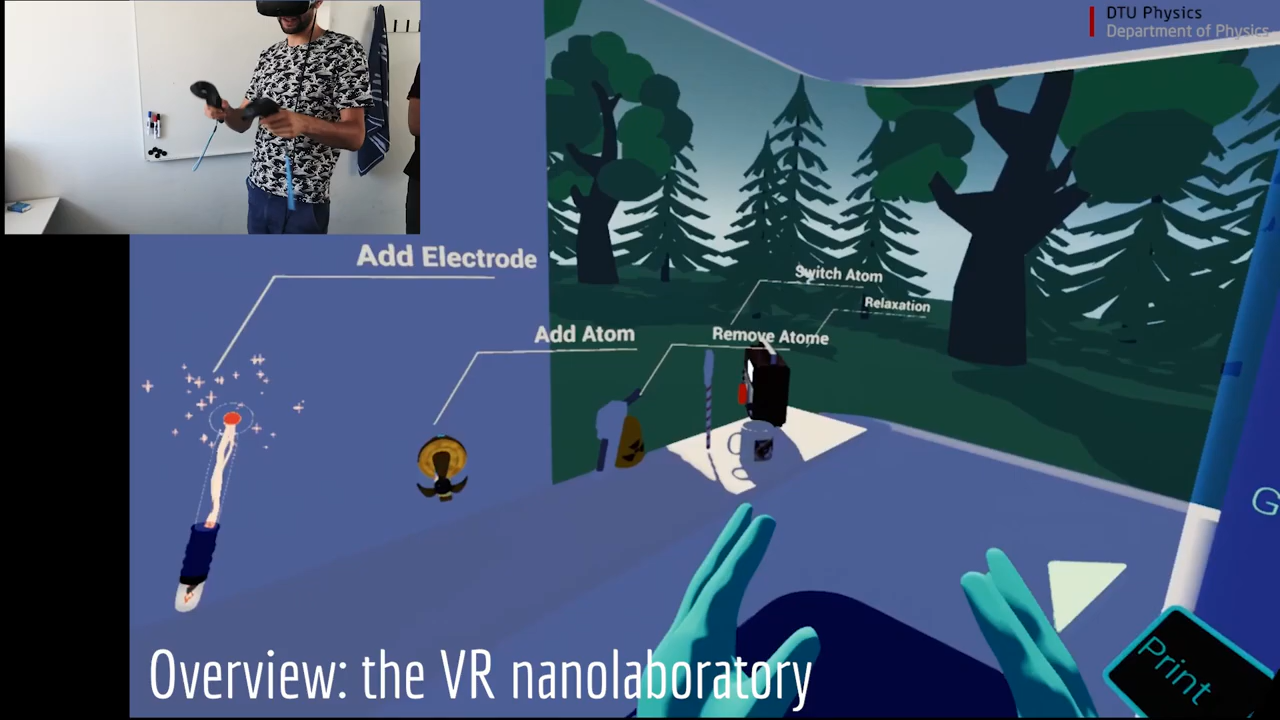 DTU Physics
Department of Physics
Add Electrode
Switch Atom
Relaxation
Add Atom
Remove Atome
G
Print
Overview: the VR nanolaboratory